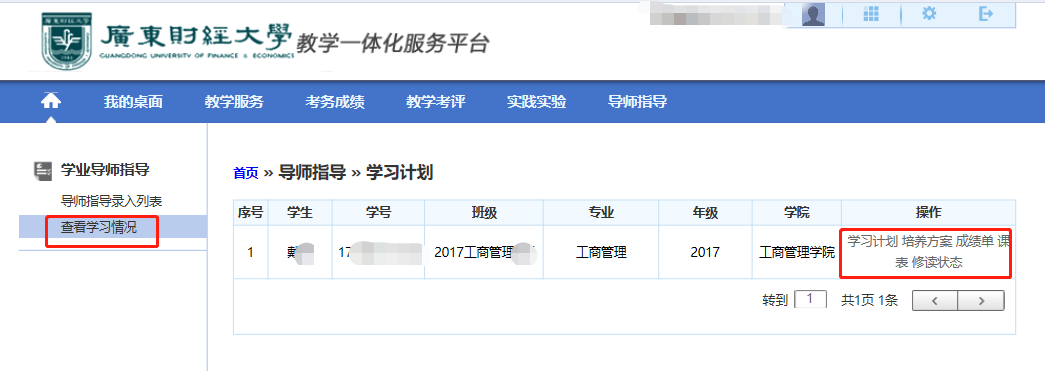 廣東財經大學
GUANGDONG UNIVERSITY OF FINANCE & ECONOMICS
教学一体化服务平台
我的桌面 教学服务 考务成绩 教学考评 实践实验 导师指导
学业导师指导
导师指导录入列表
查看学习情况
首页 » 导师指导 » 学习计划
序号 学生 学号 班级 专业 年级 学院 操作
1 戴 17 2017工商管理 工商管理 2017 工商管理学院 学习计划 培养方案 成绩单 课
表 修读状态
转到 1 共1页 1条 < >